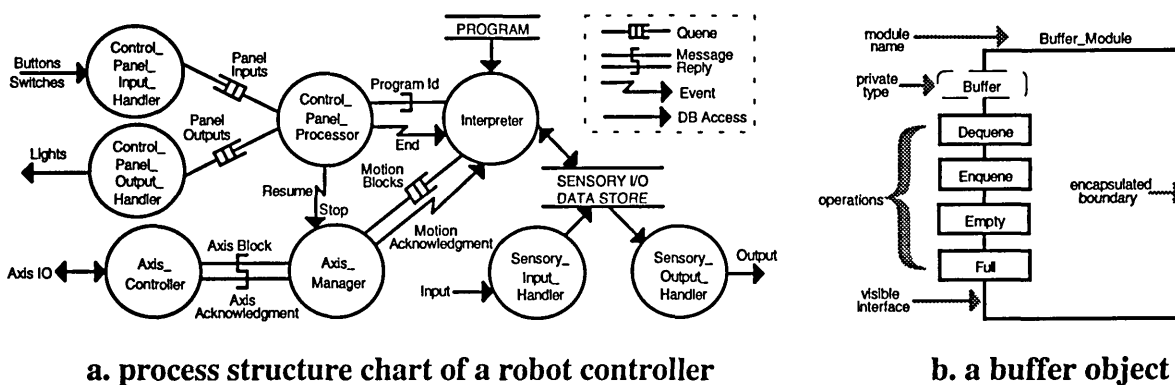 Buttons
Switches
Control_
Panel_
Input_
Handler
Panel
Inputs
Lights
Control_
Panel_
Output_
Handler
Panel
Outputs
Control_
Panel_
Processor
Program Id
End
PROGRAM
Interpreter
Quene
Message
Reply
Event
DB Access
Resume
Stop
Motion
Blocks
Motion
Acknowledgment
SENSORY I/O
DATA STORE
Axis IO
Axis_
Controller
Axis Block
Axis
Acknowledgment
Axis_
Manager
Input
Sensory_
Input_
Handler
Sensory_
Output_
Handler
Output
a. process structure chart of a robot controller
module
name
Buffer_Module
private
type
Buffer
operations
Dequene
Enquene
Empty
Full
encapsulated
boundary
visible
interface
b. a buffer object